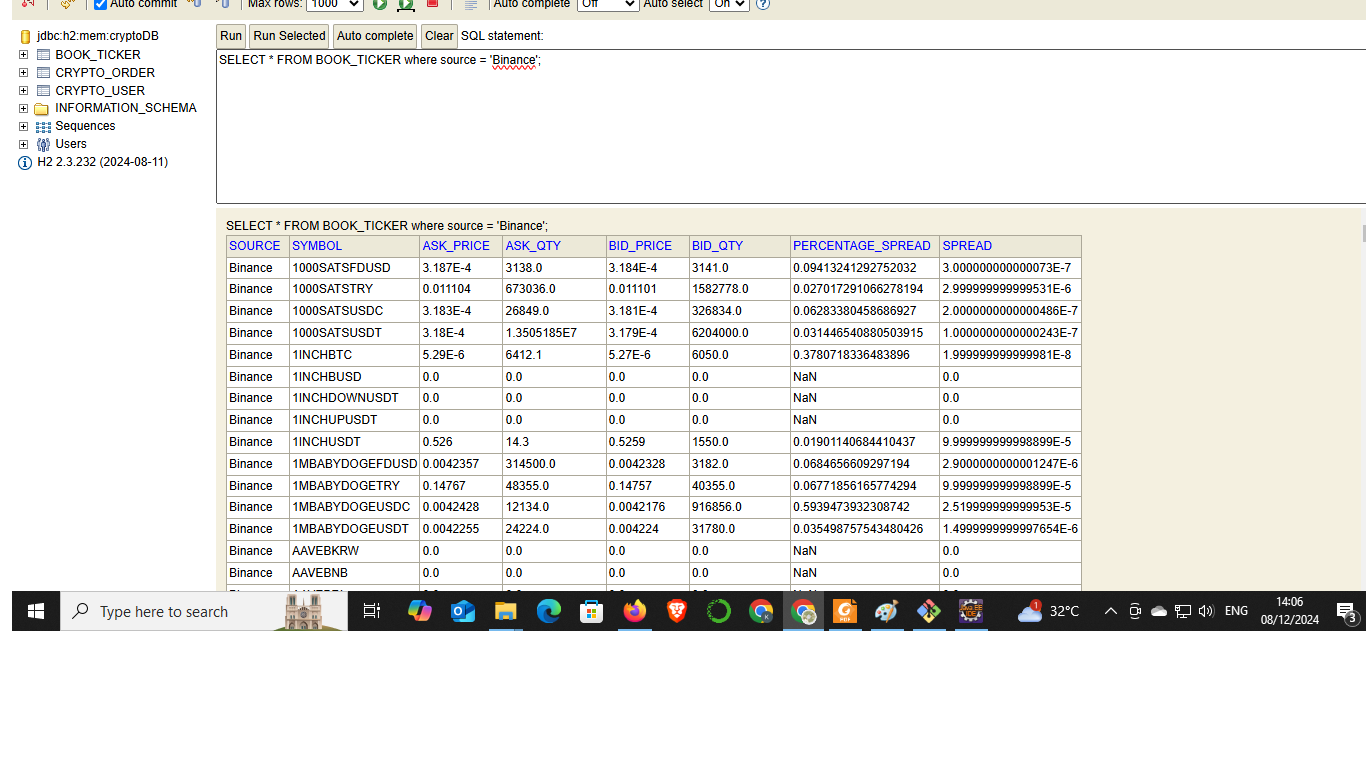 Auto commit Max rows: 1000 Auto complete Off Auto select On
jdbc:h2:mem:cryptoDB
BOOK_TICKER
CRYPTO_ORDER
CRYPTO_USER
INFORMATION_SCHEMA
Sequences
Users
H2 2.3.232 (2024-08-11)
Run Run Selected Auto complete Clear SQL statement:
SELECT * FROM BOOK_TICKER where source = 'Binance';
SELECT * FROM BOOK_TICKER where source = 'Binance';
SOURCE SYMBOL ASK_PRICE ASK_QTY BID_PRICE BID_QTY PERCENTAGE_SPREAD SPREAD
Binance 1000SATSFDUSD 3.187E-4 3138.0 3.184E-4 3141.0 0.09413241292752032 3.000000000000073E-7
Binance 1000SATSTRY 0.011104 673036.0 0.011101 1582778.0 0.027017291066278194 2.999999999999531E-6
Binance 1000SATSUSDC 3.183E-4 26849.0 3.181E-4 326834.0 0.06283380458686927 2.0000000000000486E-7
Binance 1000SATSUSDT 3.18E-4 1.3505185E7 3.179E-4 6204000.0 0.031446540880503915 1.0000000000000243E-7
Binance 1INCHBTC 5.29E-6 6412.1 5.27E-6 6050.0 0.3780718336483896 1.999999999999981E-8
Binance 1INCHBUSD 0.0 0.0 0.0 0.0 NaN 0.0
Binance 1INCHDOWNUSDT 0.0 0.0 0.0 0.0 NaN 0.0
Binance 1INCHUPUSDT 0.0 0.0 0.0 0.0 NaN 0.0
Binance 1INCHUSDT 0.526 14.3 0.5259 1550.0 0.01901140684410437 9.999999999998899E-5
Binance 1MBABYDOGEFDUSD 0.0042357 314500.0 0.0042328 3182.0 0.0684656609297194 2.9000000000001247E-6
Binance 1MBABYDOGETRY 0.14767 48355.0 0.14757 40355.0 0.06771856165774294 9.999999999998899E-5
Binance 1MBABYDOGEUSDC 0.0042428 12134.0 0.0042176 916856.0 0.5939473932308742 2.519999999999953E-5
Binance 1MBABYDOGEUSDT 0.0042255 24224.0 0.004224 31780.0 0.035498757543480426 1.4999999999997654E-6
Binance AAVEBKRW 0.0 0.0 0.0 0.0 NaN 0.0
Binance AAVEBNB 0.0 0.0 0.0 0.0 NaN 0.0
Type here to search 1 32°C ENG 14:06
08/12/2024 3